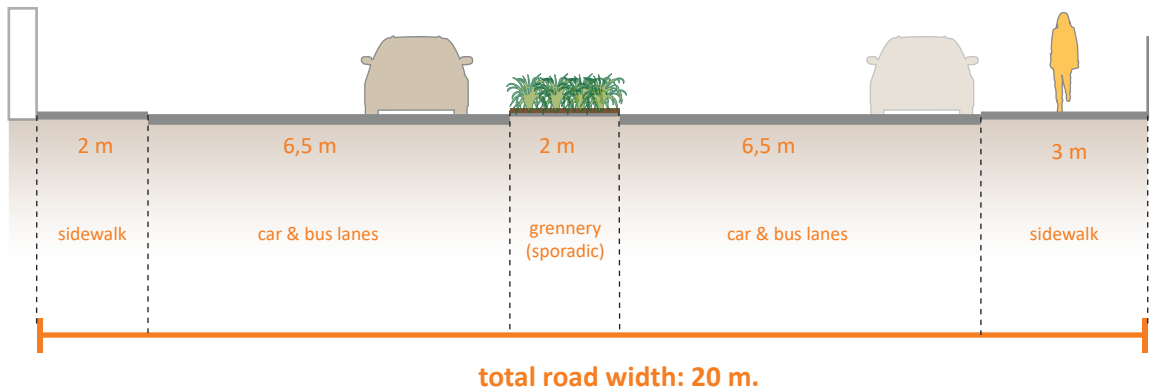 2 m
6,5 m
2 m
6,5 m
3 m
sidewalk
car & bus lanes
grennery
(sporadic)
car & bus lanes
sidewalk
total road width: 20 m.